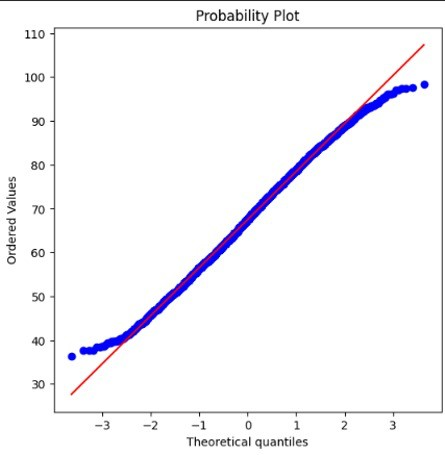 Probability Plot
110
100
90
80
70
60
50
40
30
Ordered Values
−3 −2 −1 0 1 2 3
Theoretical quantiles